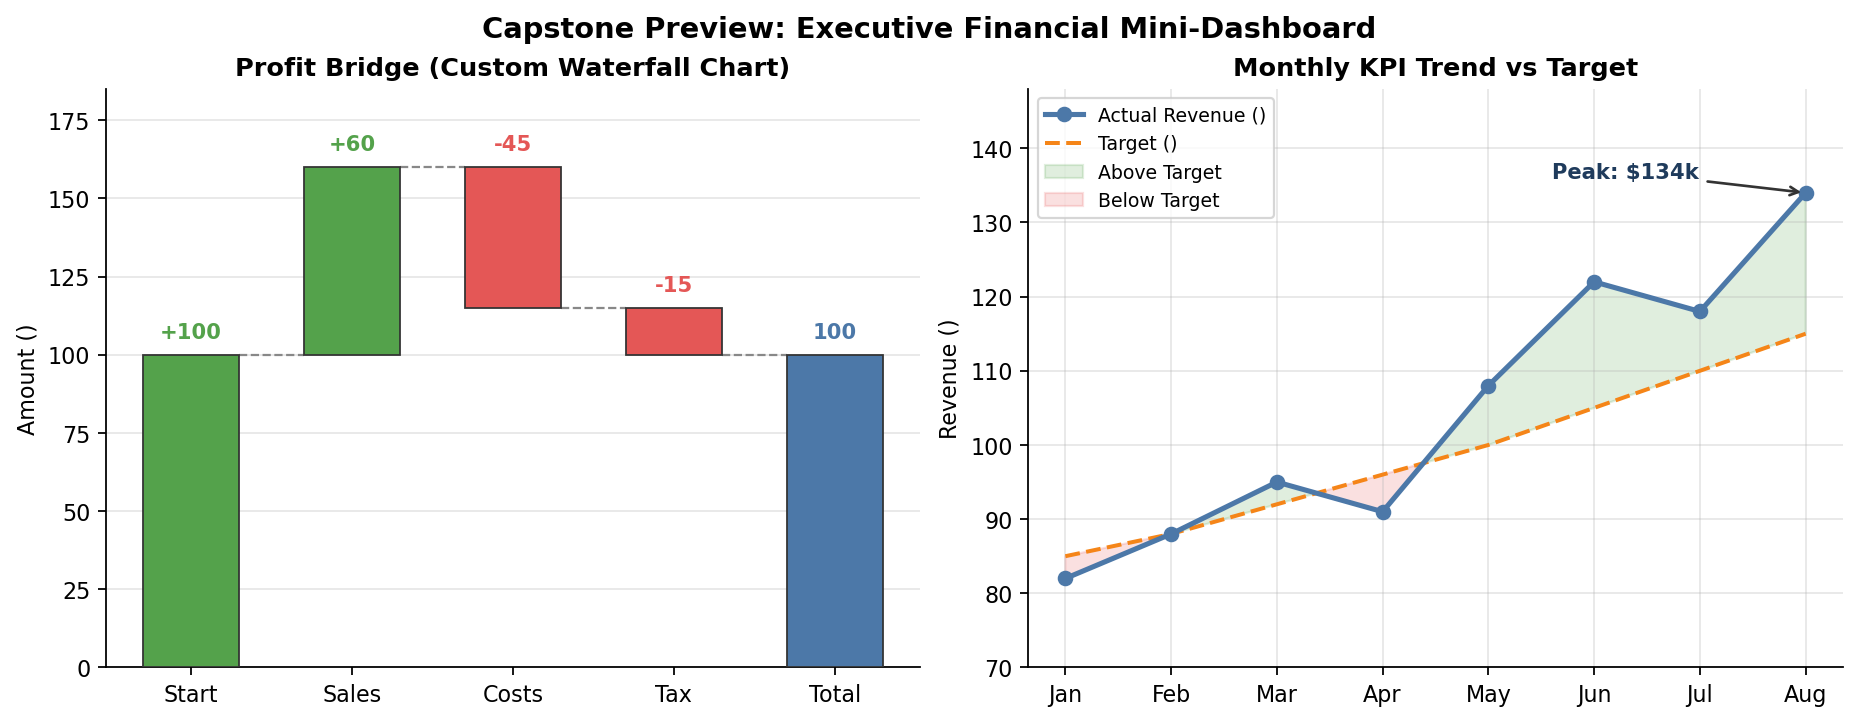 Capstone Preview: Executive Financial Mini-Dashboard
Profit Bridge (Custom Waterfall Chart)
Amount ()
175
150
125
100
75
50
25
0
+100
+60
-45
-15
100
Start
Sales
Costs
Tax
Total
Monthly KPI Trend vs Target
Revenue ()
140
130
120
110
100
90
80
70
Actual Revenue ()
Target ()
Above Target
Below Target
Peak: $134k
Jan
Feb
Mar
Apr
May
Jun
Jul
Aug